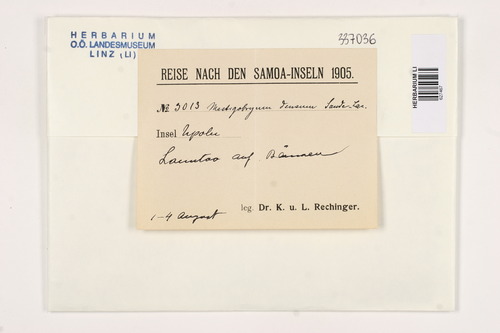 HERBARIUM
O.Ö. LANDESMUSEUM
LINZ (LI)
337036
HERBARIUM LI
REISE NACH DEN SAMOA-INSELN 1905.
№ 3013 Mastigobryum
Insel Upolu
Lanutoo auf Bäumen
1-4 August
leg. Dr. K. u. L. Rechinger.